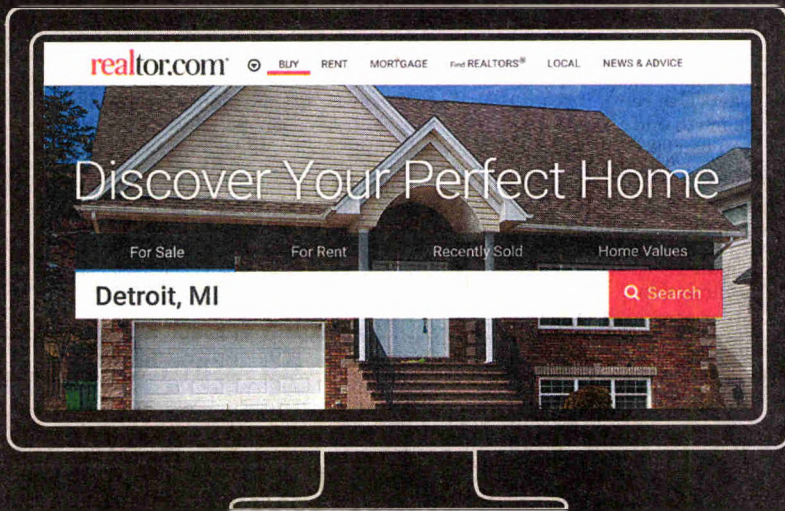 realtor.com® BUY RENT MORTGAGE Find REALTORS® LOCAL NEWS & ADVICE
Discover Your Perfect Home
For Sale For Rent Recently Sold Home Values
Detroit, MI Search